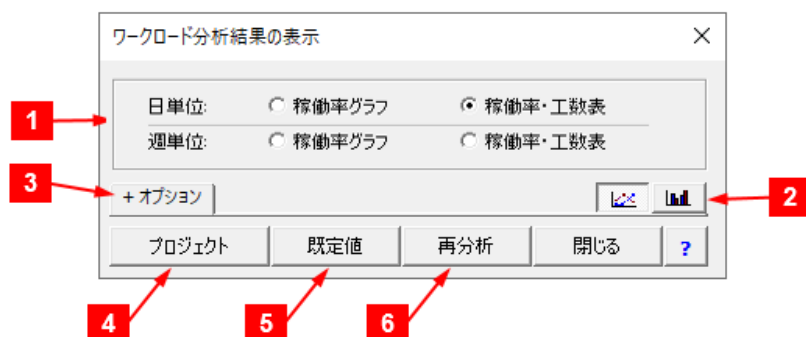 ワークロード分析結果の表示
1
日単位: 稼働率グラフ 稼働率・工数表
週単位: 稼働率グラフ 稼働率・工数表
3
+ オプション
2
プロジェクト 既定値 再分析 閉じる ?
4 5 6